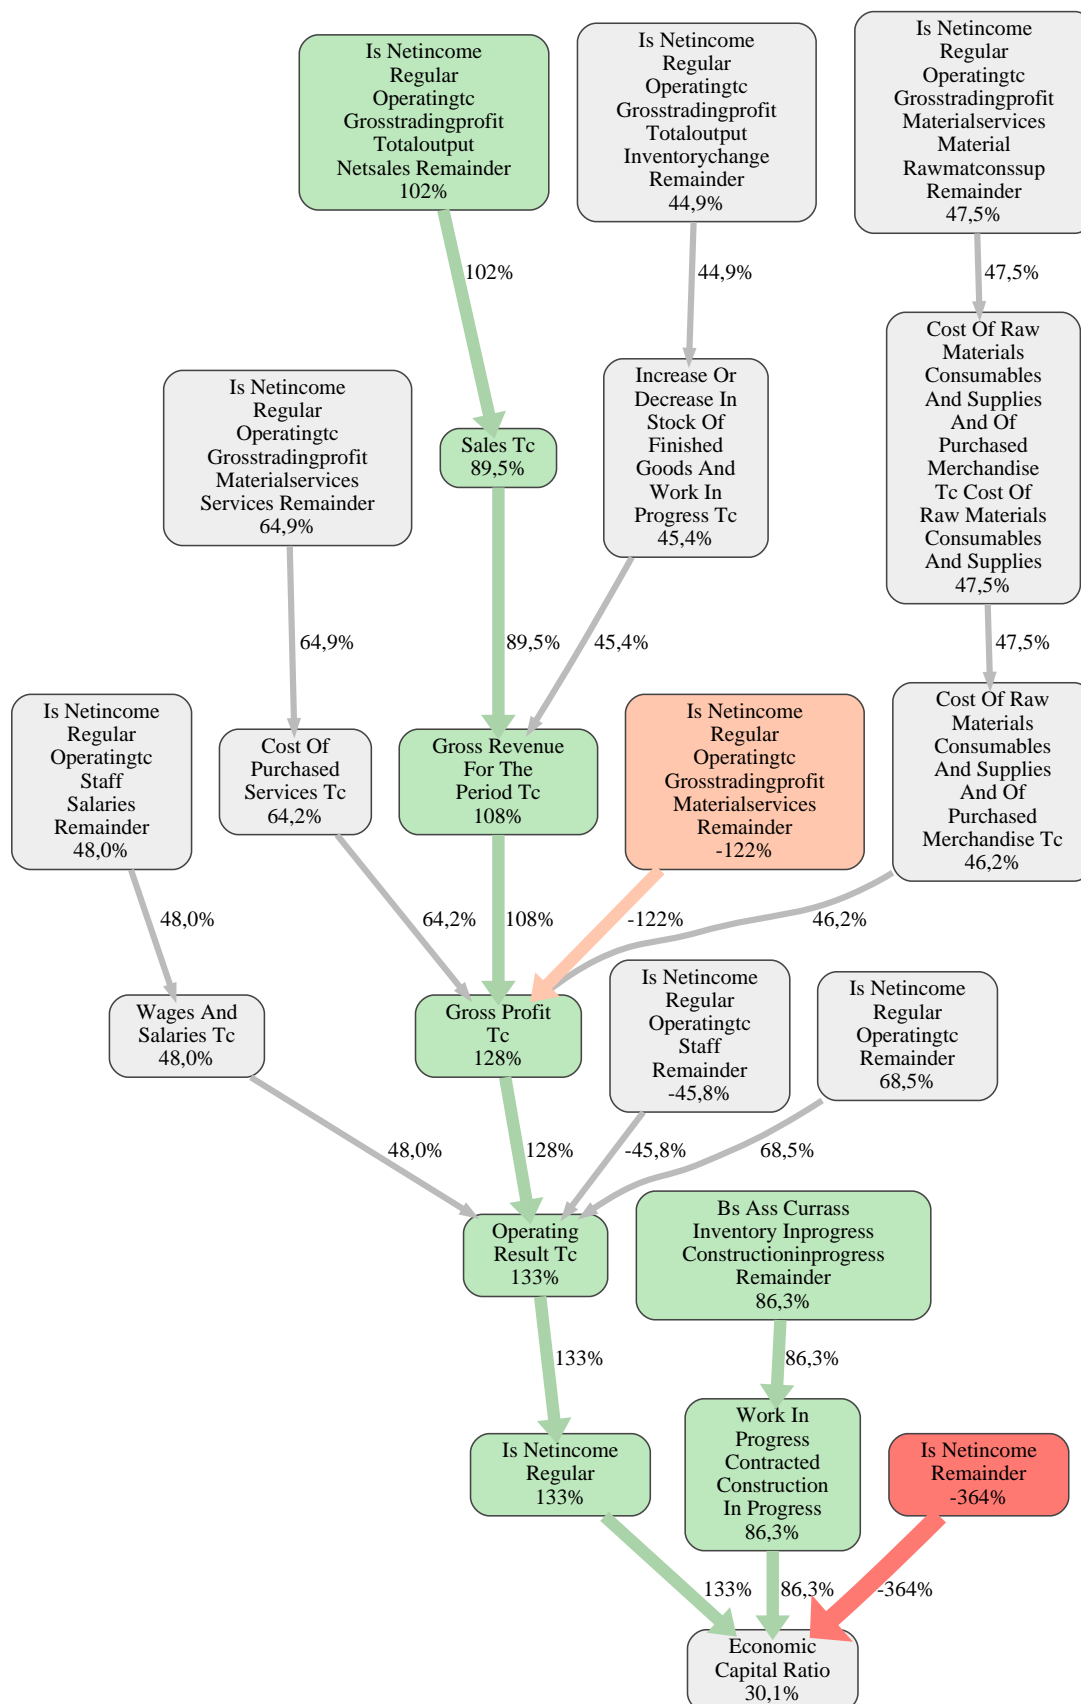 Is Netincome
Regular
Operatingtc
Grosstradingprofit
Totaloutput
Netsales Remainder
102%
Is Netincome
Regular
Operatingtc
Grosstradingprofit
Totaloutput
Inventorychange
Remainder
44,9%
Is Netincome
Regular
Operatingtc
Grosstradingprofit
Materialservices
Material
Rawmatconssup
Remainder
47,5%
102%
44,9%
47,5%
Is Netincome
Regular
Operatingtc
Grosstradingprofit
Materialservices
Services Remainder
64,9%
Sales Tc
89,5%
Increase Or
Decrease In
Stock Of
Finished
Goods And
Work In
Progress Tc
45,4%
Cost Of Raw
Materials
Consumables
And Supplies
And Of
Purchased
Merchandise
Tc Cost Of
Raw Materials
Consumables
And Supplies
47,5%
64,9%
89,5%
45,4%
47,5%
Is Netincome
Regular
Operatingtc
Staff
Salaries
Remainder
48,0%
Cost Of
Purchased
Services Tc
64,2%
Gross Revenue
For The
Period Tc
108%
Is Netincome
Regular
Operatingtc
Grosstradingprofit
Materialservices
Remainder
-122%
Cost Of Raw
Materials
Consumables
And Supplies
And Of
Purchased
Merchandise Tc
46,2%
48,0%
64,2%
108%
-122%
46,2%
Wages And
Salaries Tc
48,0%
Gross Profit
Tc
128%
Is Netincome
Regular
Operatingtc
Staff
Remainder
-45,8%
Is Netincome
Regular
Operatingtc
Remainder
68,5%
48,0%
128%
-45,8%
68,5%
Operating
Result Tc
133%
Bs Ass Currass
Inventory Inprogress
Constructioninprogress
Remainder
86,3%
133%
86,3%
Is Netincome
Regular
133%
Work In
Progress
Contracted
Construction
In Progress
86,3%
Is Netincome
Remainder
-364%
133%
86,3%
-364%
Economic
Capital Ratio
30,1%